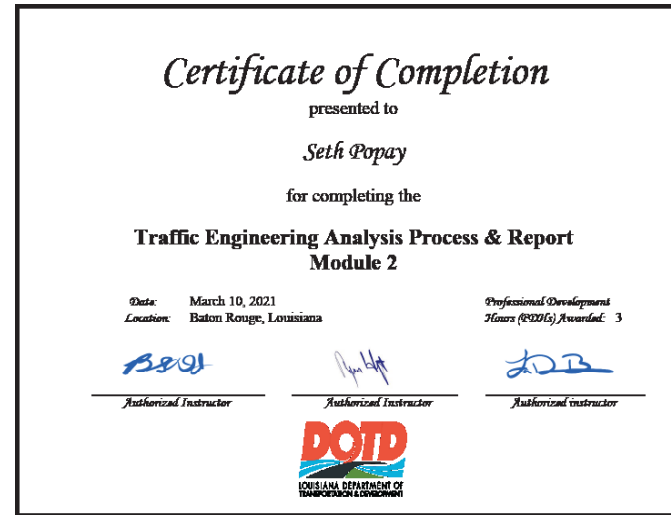 Certificate of Completion
presented to
Seth Popay
for completing the
Traffic Engineering Analysis Process & Report
Module 2
Date: March 10, 2021
Location: Baton Rouge, Louisiana
Professional Development
Hours (PDHs) Awarded: 3
Authorized Instructor
Authorized Instructor
Authorized instructor
DOTD
LOUISIANA DEPARTMENT OF
TRANSPORTATION & DEVELOPMENT